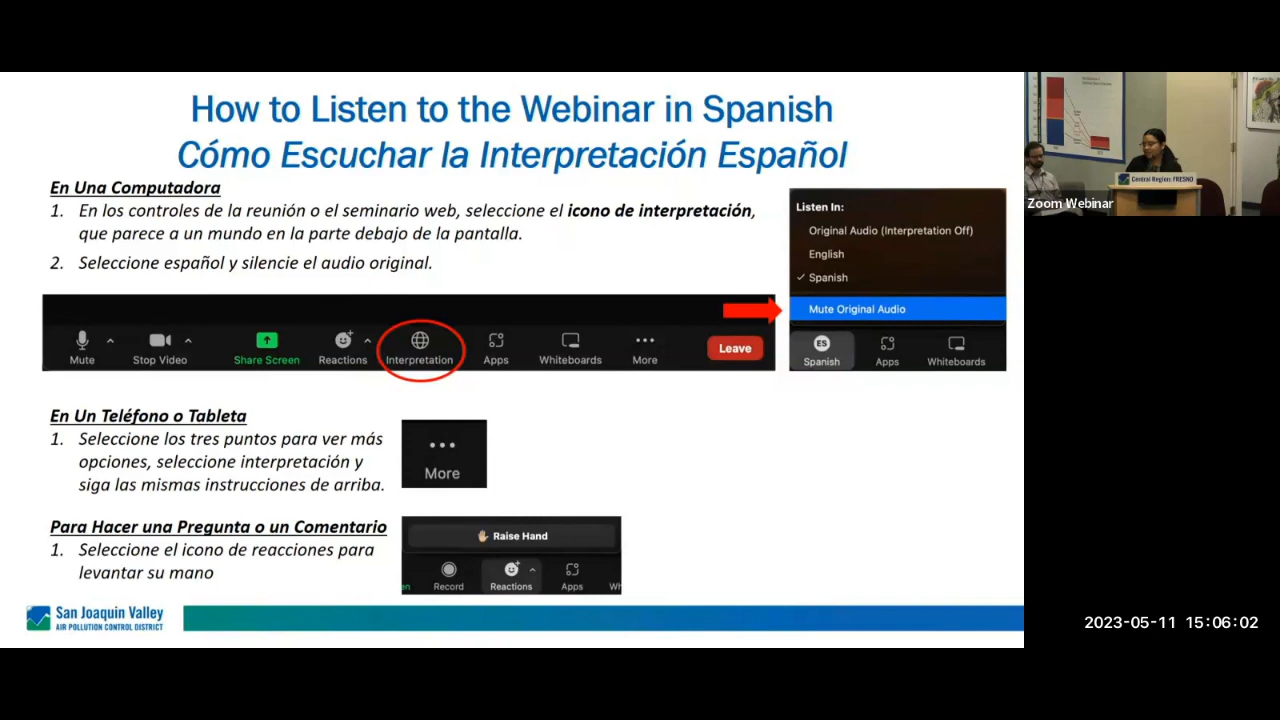 How to Listen to the Webinar in Spanish
Cómo Escuchar la Interpretación Español
En Una Computadora
1. En los controles de la reunión o el seminario web, seleccione el icono de interpretación,
que parece a un mundo en la parte debajo de la pantalla.
2. Seleccione español y silencie el audio original.
Mute
Stop Video
Share Screen
Reactions
Interpretation
Apps
Whiteboards
More
Leave
Listen In:
Original Audio (Interpretation Off)
English
✓ Spanish
Mute Original Audio
ES
Spanish
Apps
Whiteboards
En Un Teléfono o Tableta
1. Seleccione los tres puntos para ver más
opciones, seleccione interpretación y
siga las mismas instrucciones de arriba.
More
Para Hacer una Pregunta o un Comentario
1. Seleccione el icono de reacciones para
levantar su mano
Raise Hand
en
Record
Reactions
Apps
Wh
San Joaquin Valley
AIR POLLUTION CONTROL DISTRICT
Central Region: FRESNO
Zoom Webinar
2023-05-11 15:06:02